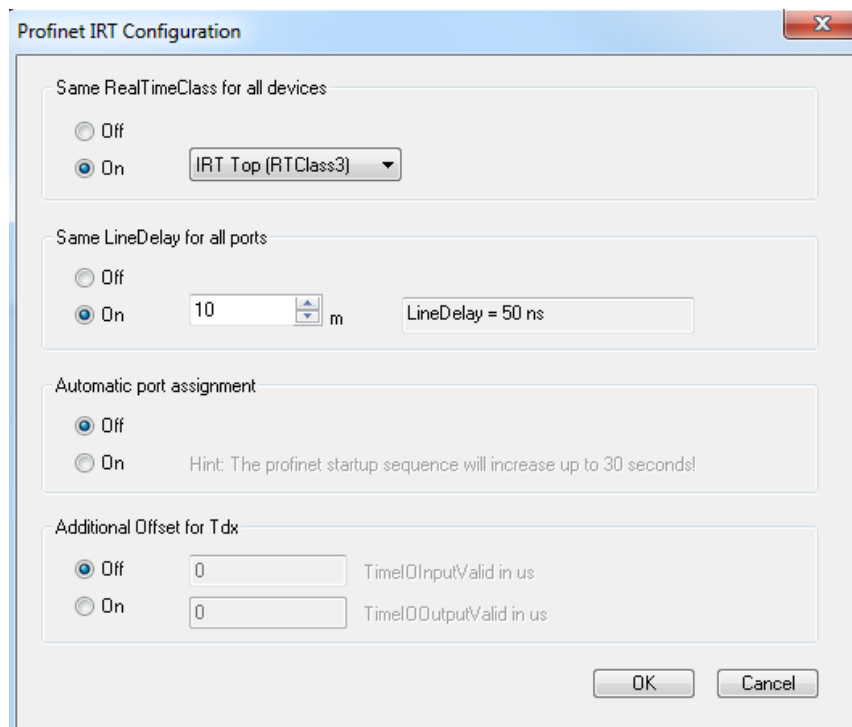 Profinet IRT Configuration
Same RealTimeClass for all devices
Off
On IRT Top (RTClass3)
Same LineDelay for all ports
Off
On 10 m LineDelay = 50 ns
Automatic port assignment
Off
On Hint: The profinet startup sequence will increase up to 30 seconds!
Additional Offset for Tdx
Off 0 TimeIOInputValid in us
On 0 TimeIOOutputValid in us
OK Cancel